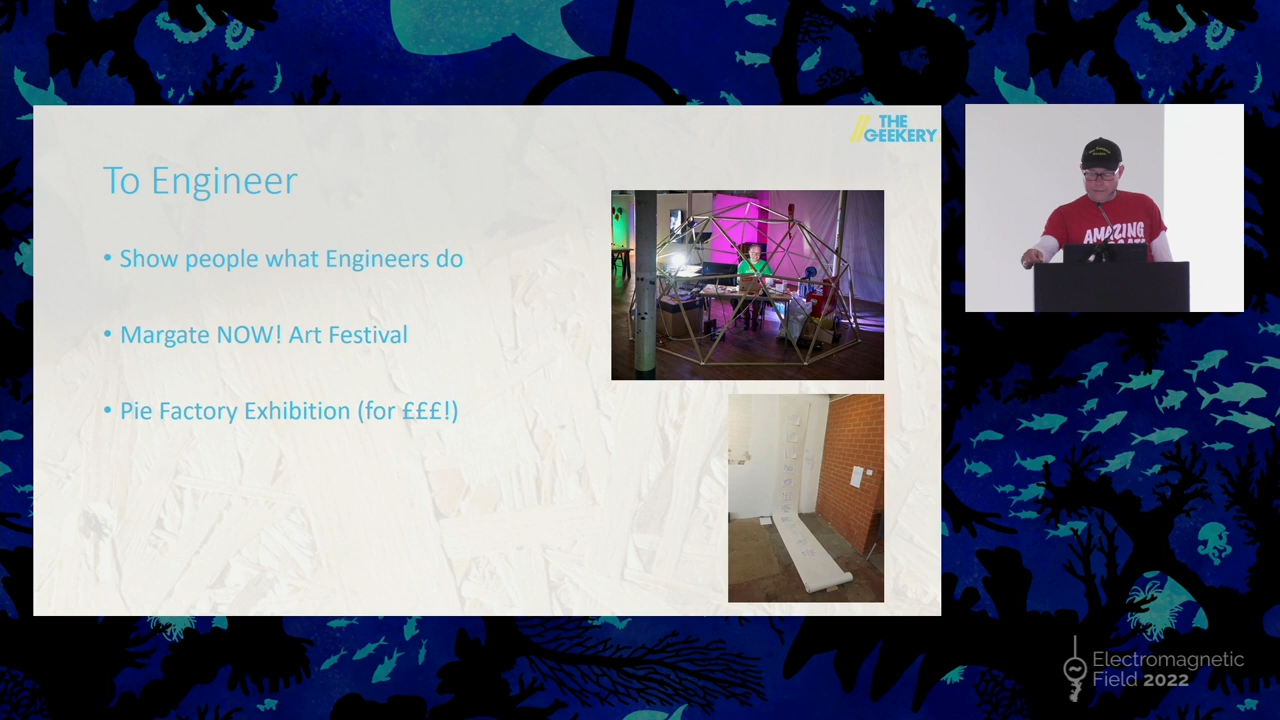 THE
GEEKERY
To Engineer
• Show people what Engineers do
• Margate NOW! Art Festival
• Pie Factory Exhibition (for £££!)
AMAZING
Electromagnetic
Field 2022